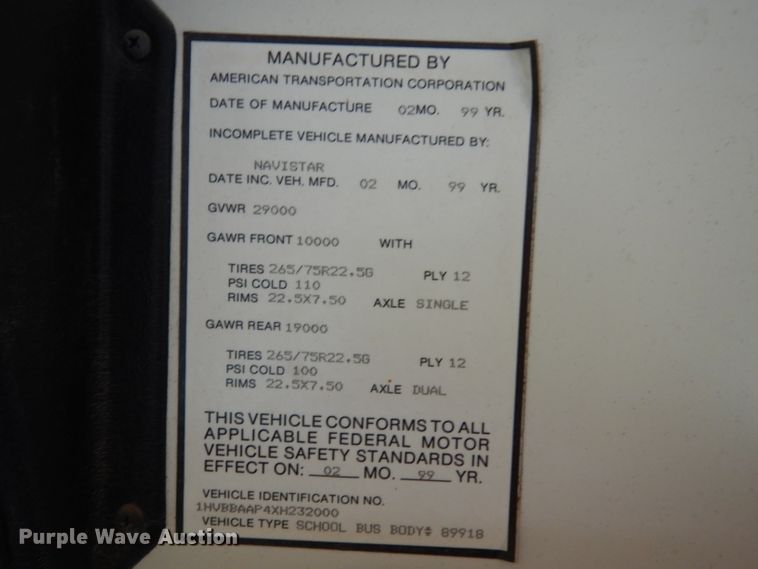 MANUFACTURED BY
AMERICAN TRANSPORTATION CORPORATION
DATE OF MANUFACTURE 02 MO. 99 YR.
INCOMPLETE VEHICLE MANUFACTURED BY:
NAVISTAR
DATE INC. VEH. MFD. 02 MO. 99 YR.
GVWR 29000
GAWR FRONT 10000 WITH
TIRES 265/75R22.5G PLY 12
PSI COLD 110
RIMS 22.5X7.50 AXLE SINGLE
GAWR REAR 19000
TIRES 265/75R22.5G PLY 12
PSI COLD 100
RIMS 22.5X7.50 AXLE DUAL
THIS VEHICLE CONFORMS TO ALL
APPLICABLE FEDERAL MOTOR
VEHICLE SAFETY STANDARDS IN
EFFECT ON: 02 MO. 99 YR.
VEHICLE IDENTIFICATION NO.
1HVBBAAP4XH232000
VEHICLE TYPE SCHOOL BUS BODY# 89918
Purple Wave Auction